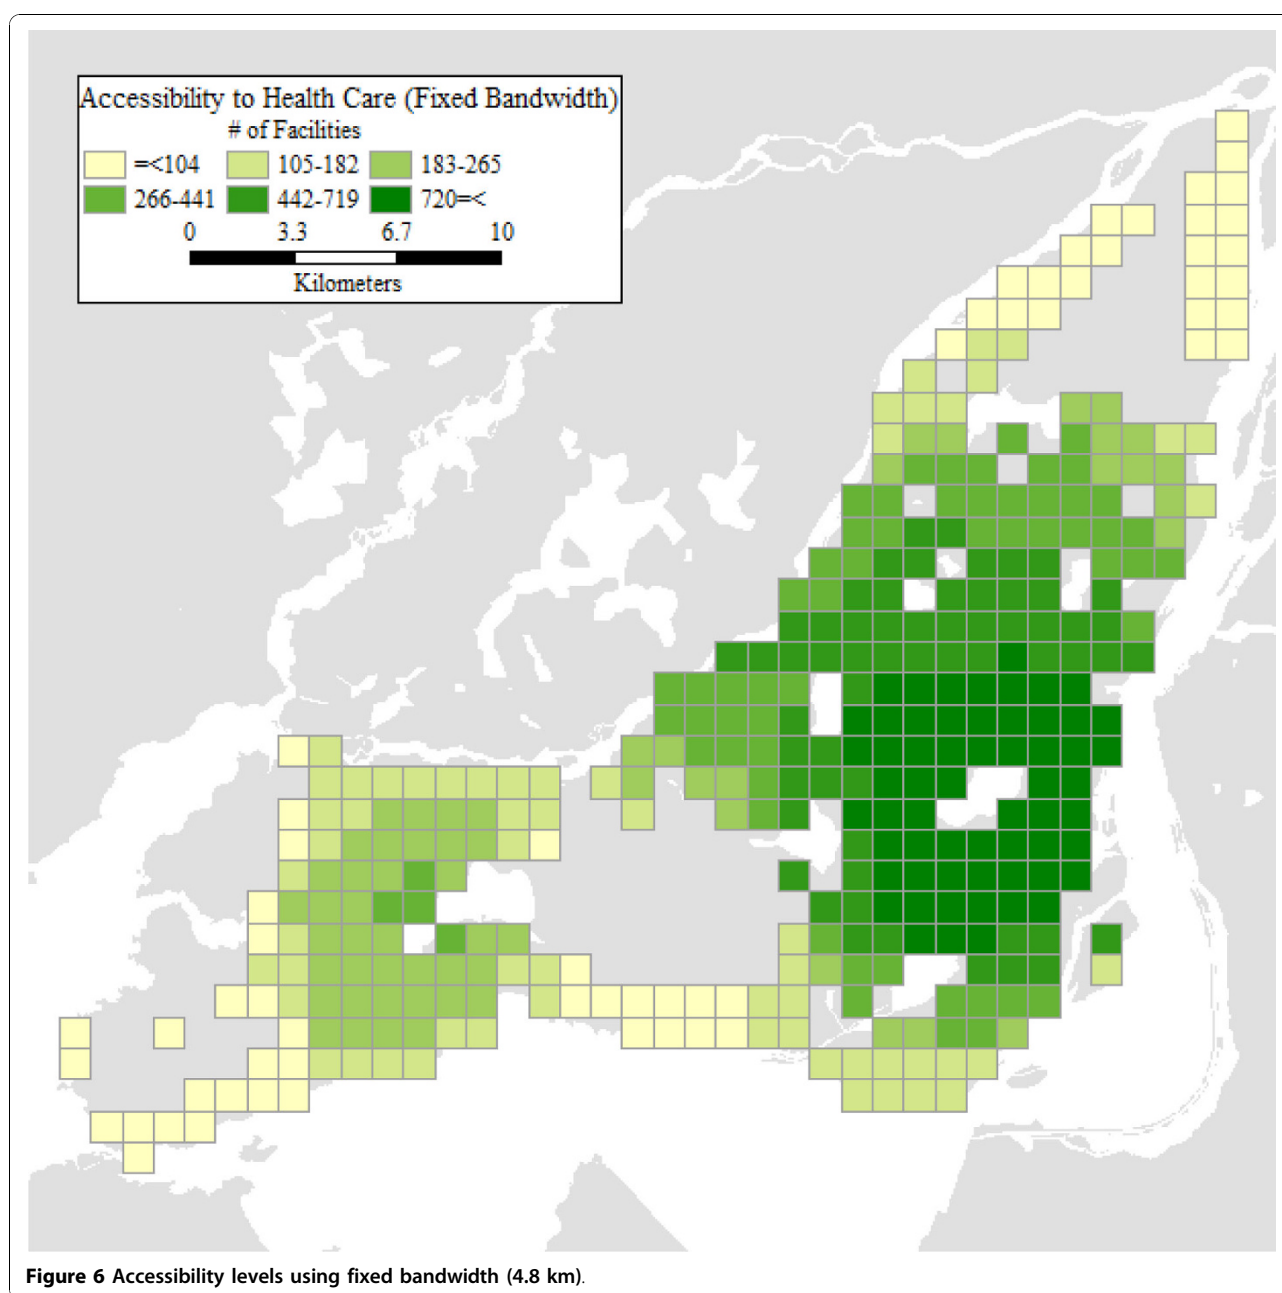 Accessibility to Health Care (Fixed Bandwidth)
# of Facilities
=<104 105-182 183-265
266-441 442-719 720=<
0 3.3 6.7 10
Kilometers
Figure 6 Accessibility levels using fixed bandwidth (4.8 km).